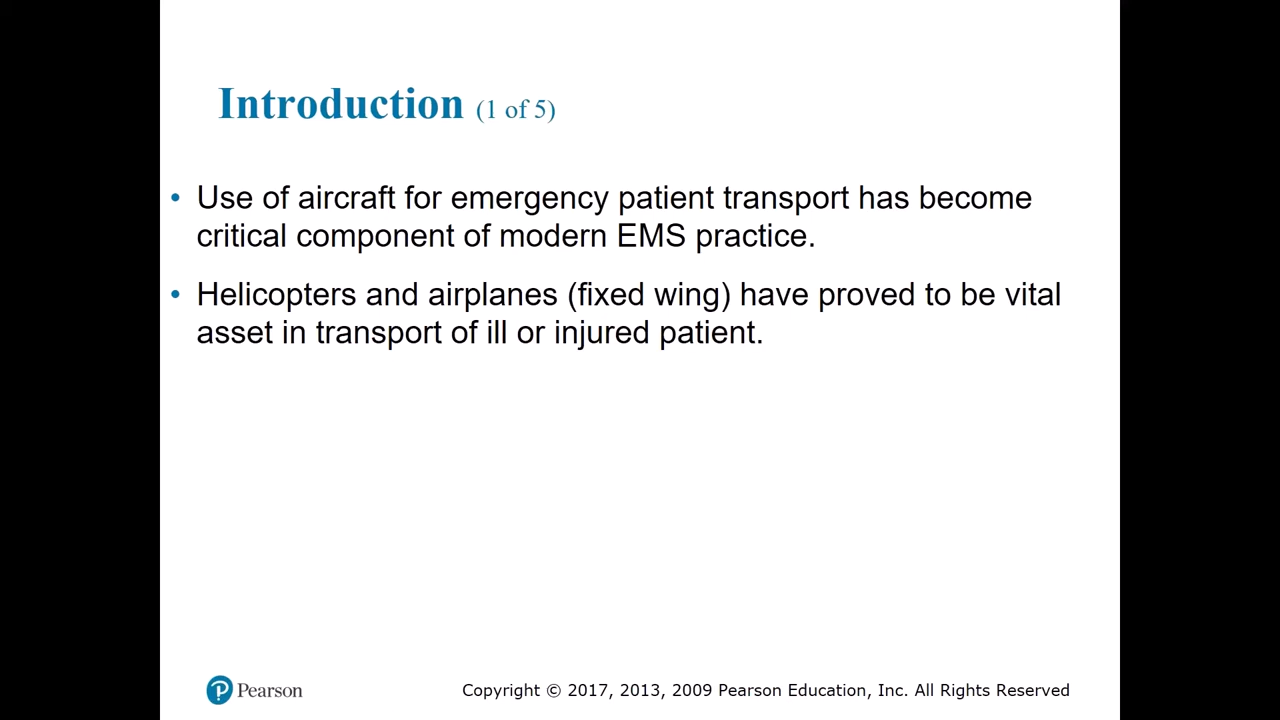 Introduction (1 of 5)
• Use of aircraft for emergency patient transport has become
critical component of modern EMS practice.
• Helicopters and airplanes (fixed wing) have proved to be vital
asset in transport of ill or injured patient.
Pearson
Copyright © 2017, 2013, 2009 Pearson Education, Inc. All Rights Reserved